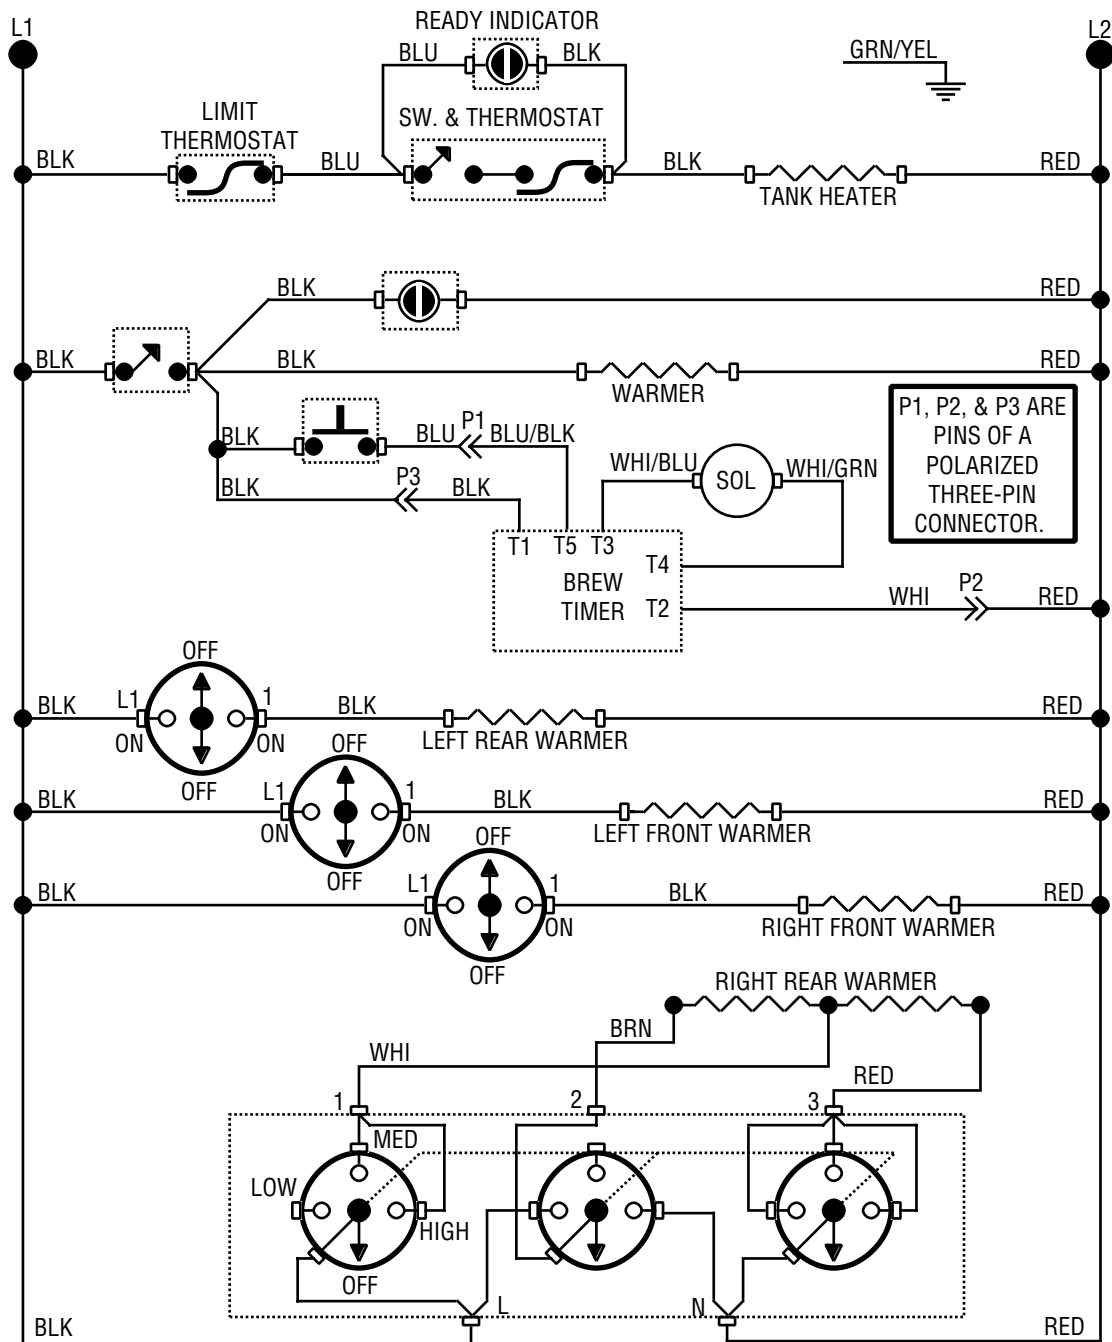 L1
READY INDICATOR
L2
BLU
BLK
GRN/YEL
LIMIT
THERMOSTAT
SW. & THERMOSTAT
BLK
BLU
BLK
RED
TANK HEATER
BLK
RED
BLK
BLK
RED
WARMER
P1, P2, & P3 ARE
PINS OF A
POLARIZED
THREE-PIN
CONNECTOR.
BLK
BLU
P1
BLU/BLK
WHI/BLU
SOL
WHI/GRN
BLK
P3
BLK
T1
T5
T3
T4
BREW
TIMER
T2
WHI
P2
RED
OFF
BLK
L1
1
BLK
RED
ON
ON
LEFT REAR WARMER
OFF
OFF
BLK
L1
1
BLK
RED
ON
ON
LEFT FRONT WARMER
OFF
OFF
BLK
L1
1
BLK
RED
ON
ON
RIGHT FRONT WARMER
OFF
RIGHT REAR WARMER
BRN
WHI
RED
1
2
3
MED
LOW
HIGH
OFF
L
N
BLK
RED